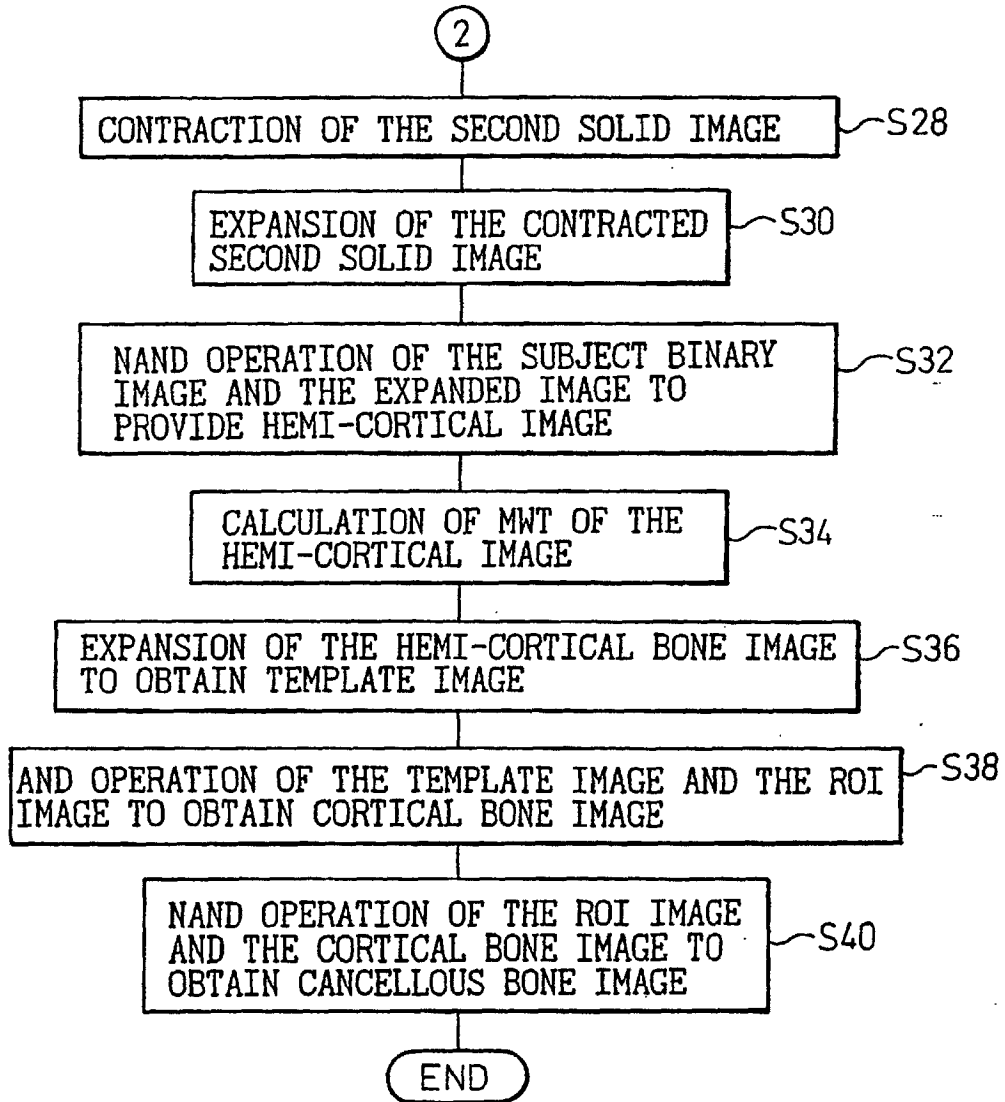 2
CONTRACTION OF THE SECOND SOLID IMAGE
S28
EXPANSION OF THE CONTRACTED
SECOND SOLID IMAGE
S30
NAND OPERATION OF THE SUBJECT BINARY
IMAGE AND THE EXPANDED IMAGE TO
PROVIDE HEMI-CORTICAL IMAGE
S32
CALCULATION OF MWT OF THE
HEMI-CORTICAL IMAGE
S34
EXPANSION OF THE HEMI-CORTICAL BONE IMAGE
TO OBTAIN TEMPLATE IMAGE
S36
AND OPERATION OF THE TEMPLATE IMAGE AND THE ROI
IMAGE TO OBTAIN CORTICAL BONE IMAGE
S38
NAND OPERATION OF THE ROI IMAGE
AND THE CORTICAL BONE IMAGE TO
OBTAIN CANCELLOUS BONE IMAGE
S40
END